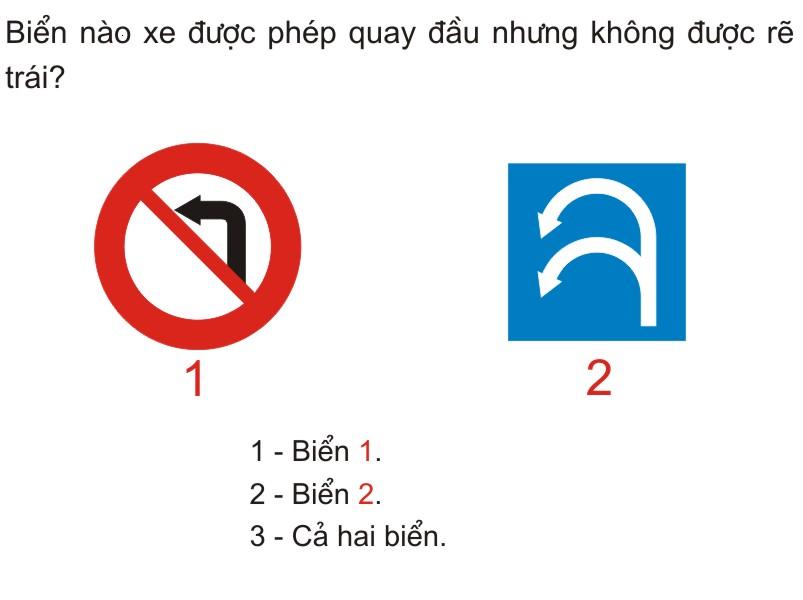 Biển nào xe được phép quay đầu nhưng không được rẽ
trái?
1
2
1 - Biển 1.
2 - Biển 2.
3 - Cả hai biển.